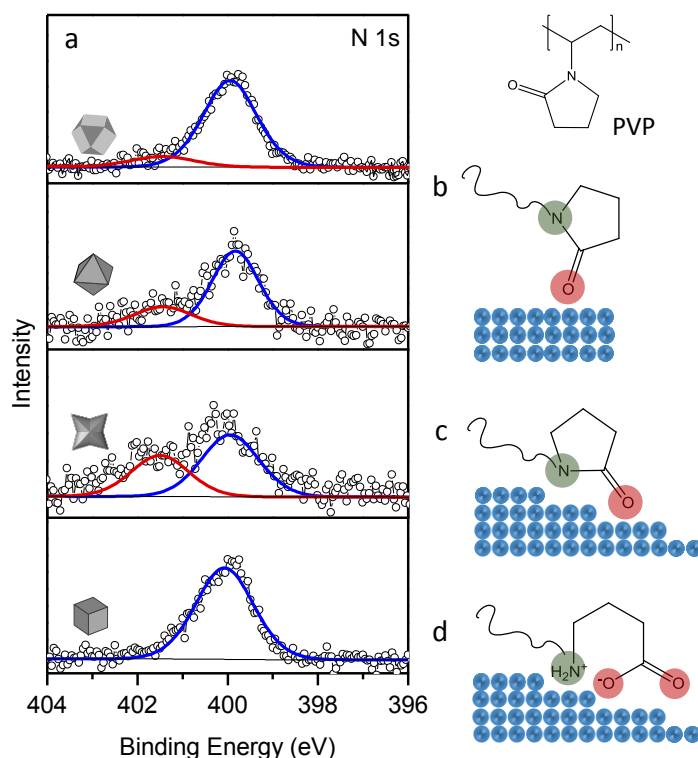 a
N 1s
Intensity
404
402
400
398
396
Binding Energy (eV)
n
N
O
PVP
b
N
O
c
N
O
d
H₂N⁺
⁻O
O